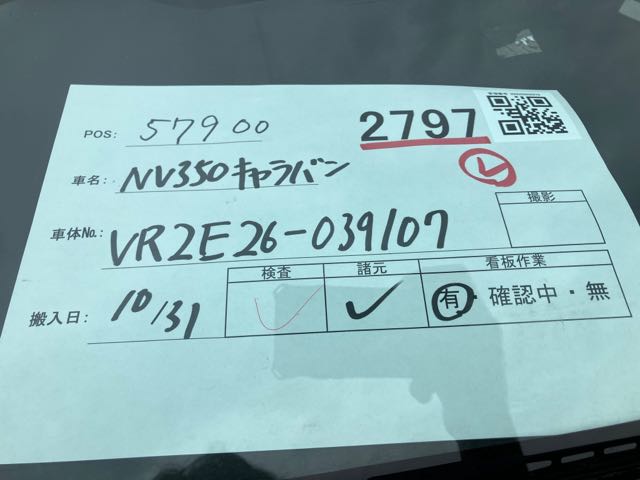 POS: 57900
2797
車名: NV350キャラバン
車体No.: VR2E26-039107
撮影
検査 諸元 看板作業
搬入日: 10/31 有・確認中・無